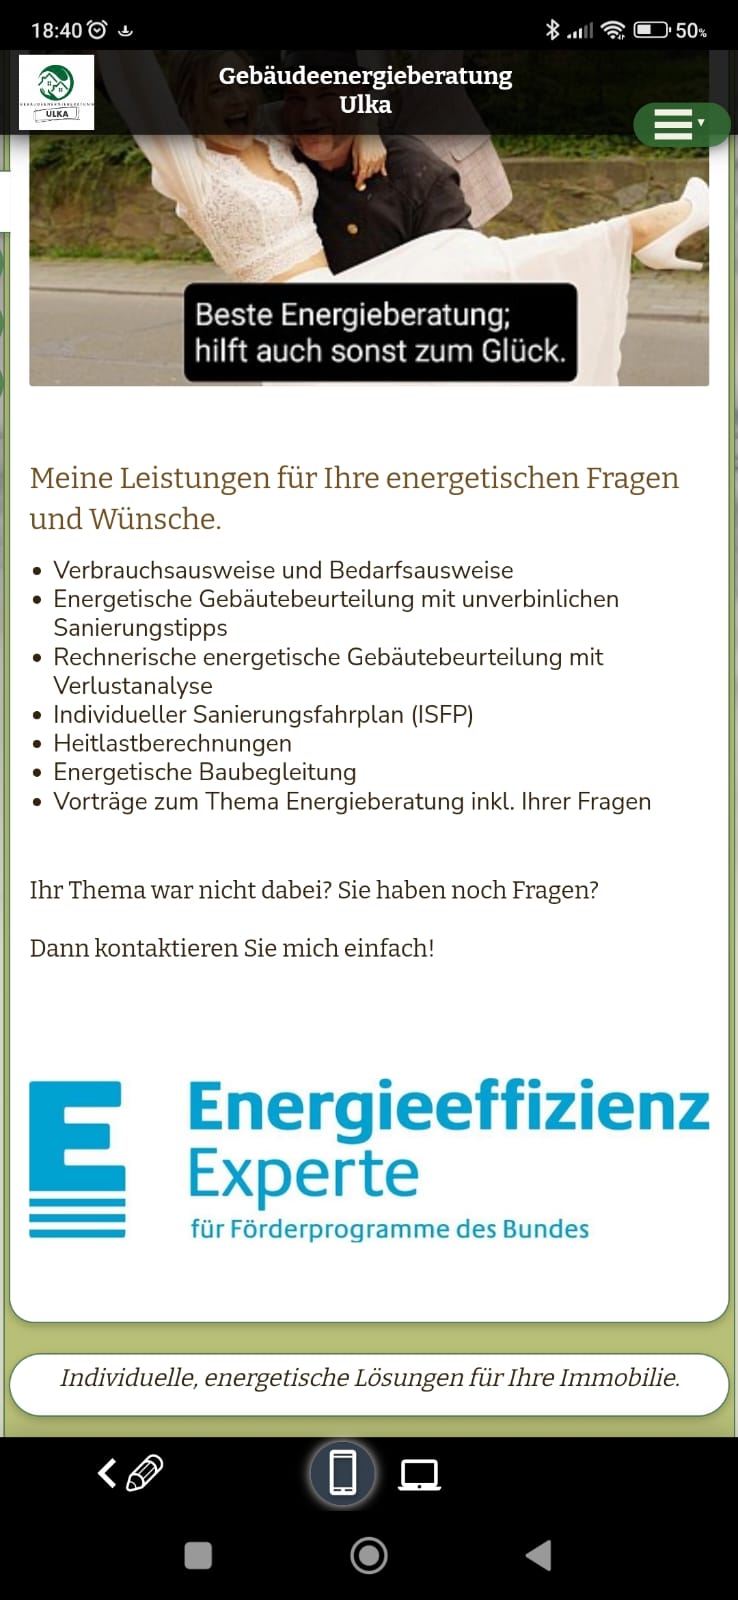 18:40
50%
Gebäudeenergieberatung
Ulka
ULKA
Beste Energieberatung;
hilft auch sonst zum Glück.
Meine Leistungen für Ihre energetischen Fragen
und Wünsche.
• Verbrauchsausweise und Bedarfsausweise
• Energetische Gebäutebeurteilung mit unverbinlichen
Sanierungstipps
• Rechnerische energetische Gebäutebeurteilung mit
Verlustanalyse
• Individueller Sanierungsfahrplan (ISFP)
• Heitlastberechnungen
• Energetische Baubegleitung
• Vorträge zum Thema Energieberatung inkl. Ihrer Fragen
Ihr Thema war nicht dabei? Sie haben noch Fragen?
Dann kontaktieren Sie mich einfach!
E
Energieeffizienz
Experte
für Förderprogramme des Bundes
Individuelle, energetische Lösungen für Ihre Immobilie.